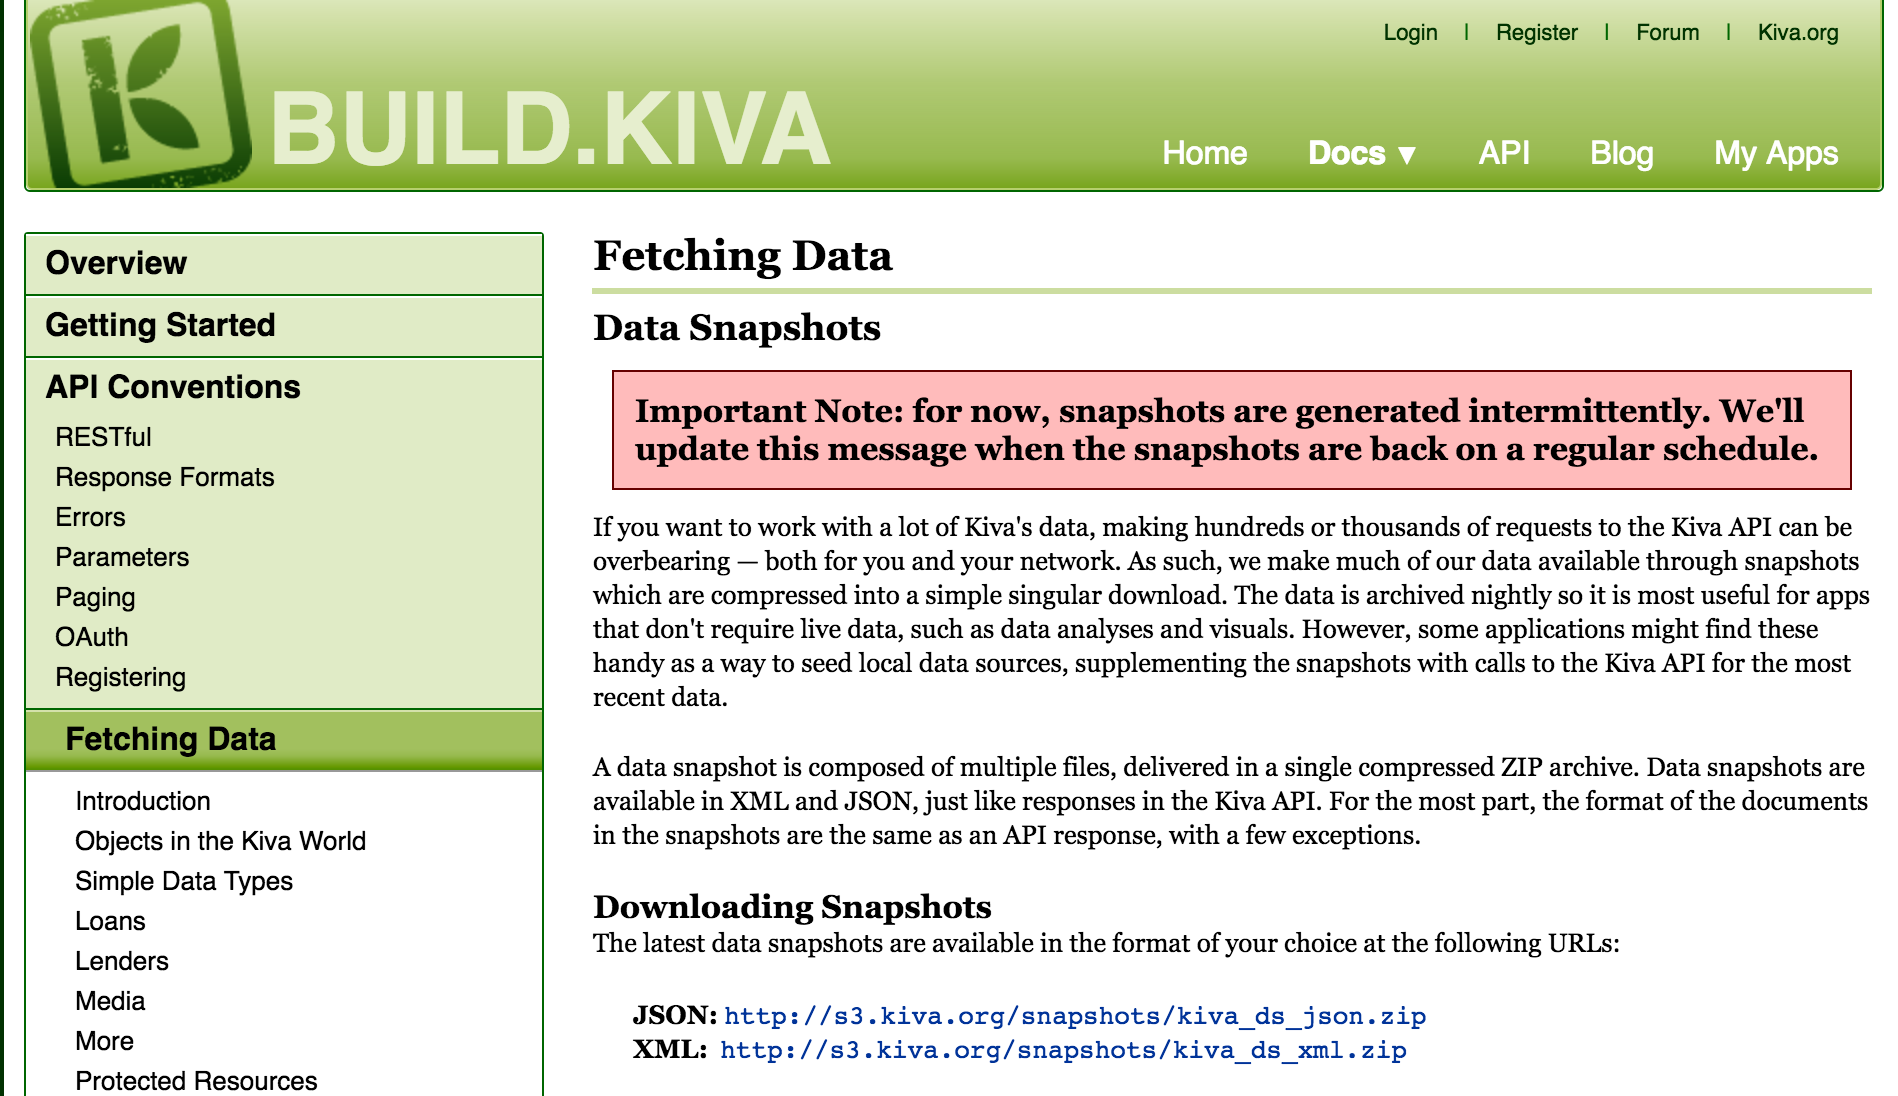 Login | Register | Forum | Kiva.org
BUILD.KIVA
Home Docs ▼ API Blog My Apps
Overview
Getting Started
API Conventions
RESTful
Response Formats
Errors
Parameters
Paging
OAuth
Registering
Fetching Data
Introduction
Objects in the Kiva World
Simple Data Types
Loans
Lenders
Media
More
Protected Resources
Fetching Data
Data Snapshots
Important Note: for now, snapshots are generated intermittently. We'll
update this message when the snapshots are back on a regular schedule.
If you want to work with a lot of Kiva's data, making hundreds or thousands of requests to the Kiva API can be
overbearing — both for you and your network. As such, we make much of our data available through snapshots
which are compressed into a simple singular download. The data is archived nightly so it is most useful for apps
that don't require live data, such as data analyses and visuals. However, some applications might find these
handy as a way to seed local data sources, supplementing the snapshots with calls to the Kiva API for the most
recent data.
A data snapshot is composed of multiple files, delivered in a single compressed ZIP archive. Data snapshots are
available in XML and JSON, just like responses in the Kiva API. For the most part, the format of the documents
in the snapshots are the same as an API response, with a few exceptions.
Downloading Snapshots
The latest data snapshots are available in the format of your choice at the following URLs:
JSON: http://s3.kiva.org/snapshots/kiva_ds_json.zip
XML: http://s3.kiva.org/snapshots/kiva_ds_xml.zip